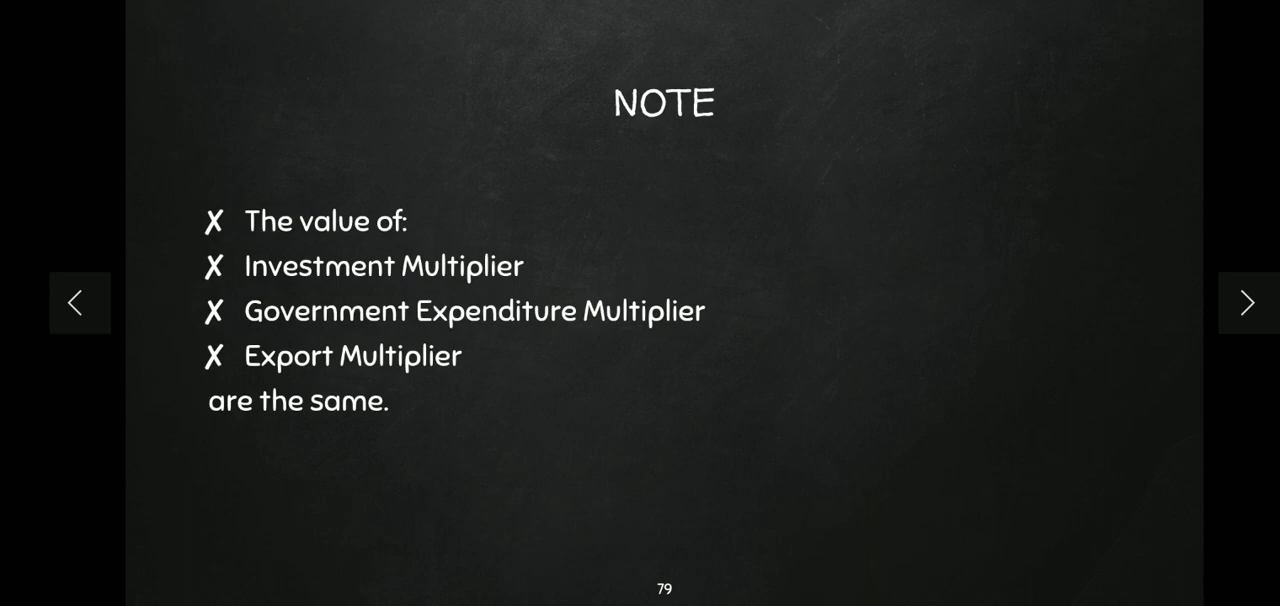 NOTE
✗ The value of:
✗ Investment Multiplier
✗ Government Expenditure Multiplier
✗ Export Multiplier
are the same.
79